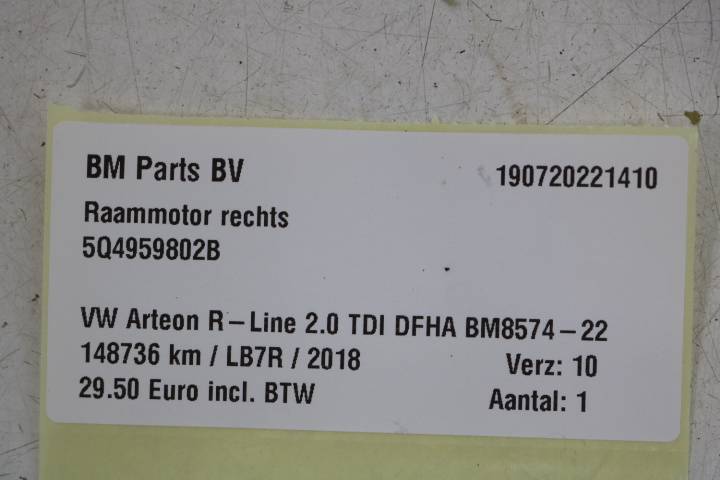 BM Parts BV 190720221410
Raammotor rechts
5Q4959802B
VW Arteon R-Line 2.0 TDI DFHA BM8574-22
148736 km / LB7R / 2018 Verz: 10
29.50 Euro incl. BTW Aantal: 1